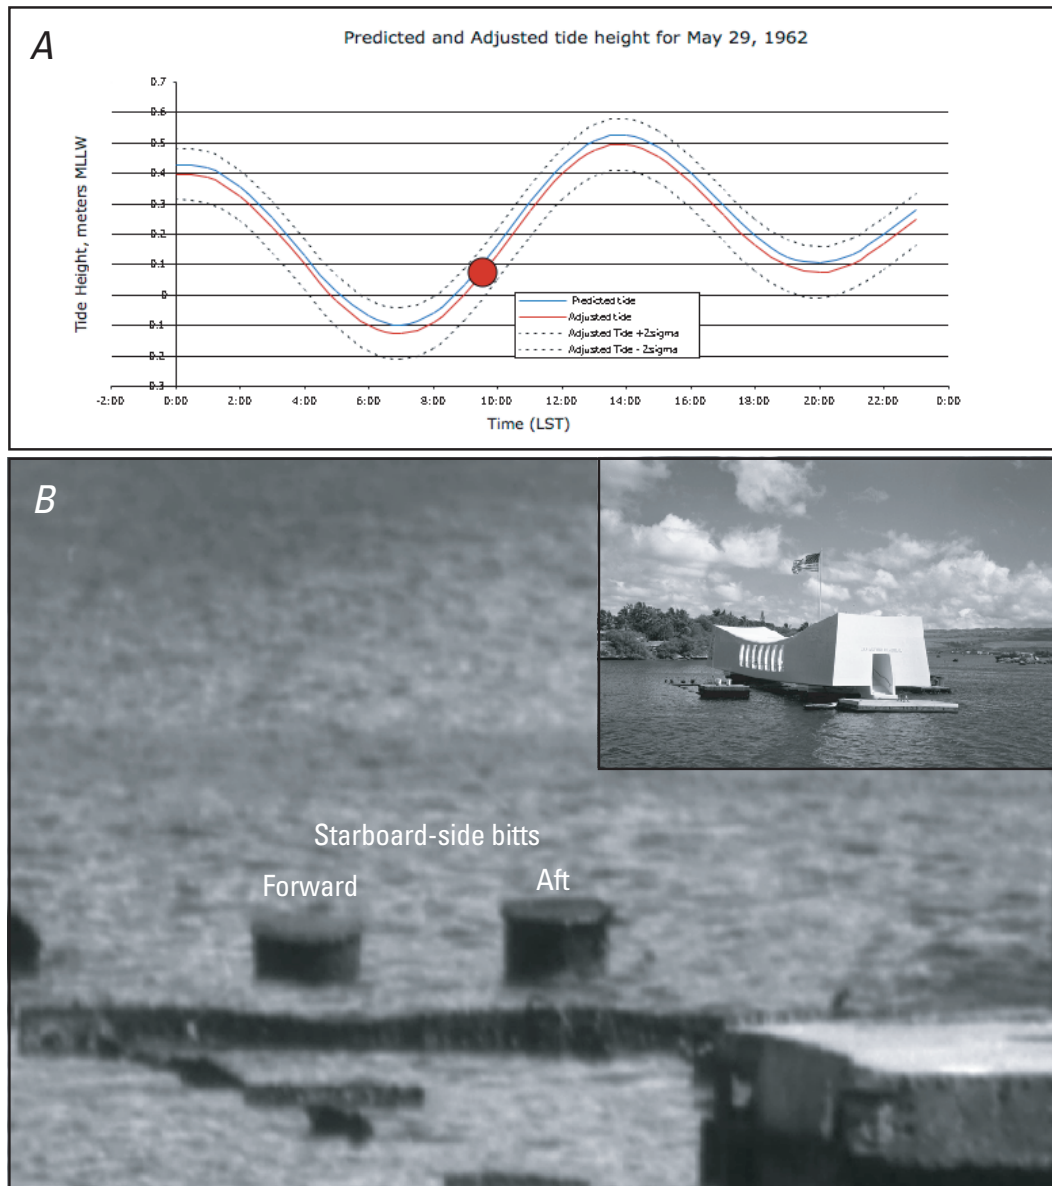 A
Predicted and Adjusted tide height for May 29, 1962
Tide Height, meters MLLW
0.7
0.6
0.5
0.4
0.3
0.2
0.1
0
-0.1
-0.2
-0.3
-2:00 0:00 2:00 4:00 6:00 8:00 10:00 12:00 14:00 16:00 18:00 20:00 22:00 0:00
Time (LST)
Predicted tide
Adjusted tide
Adjusted Tide +2sigma
Adjusted Tide - 2sigma
B
Starboard-side bitts
Forward
Aft